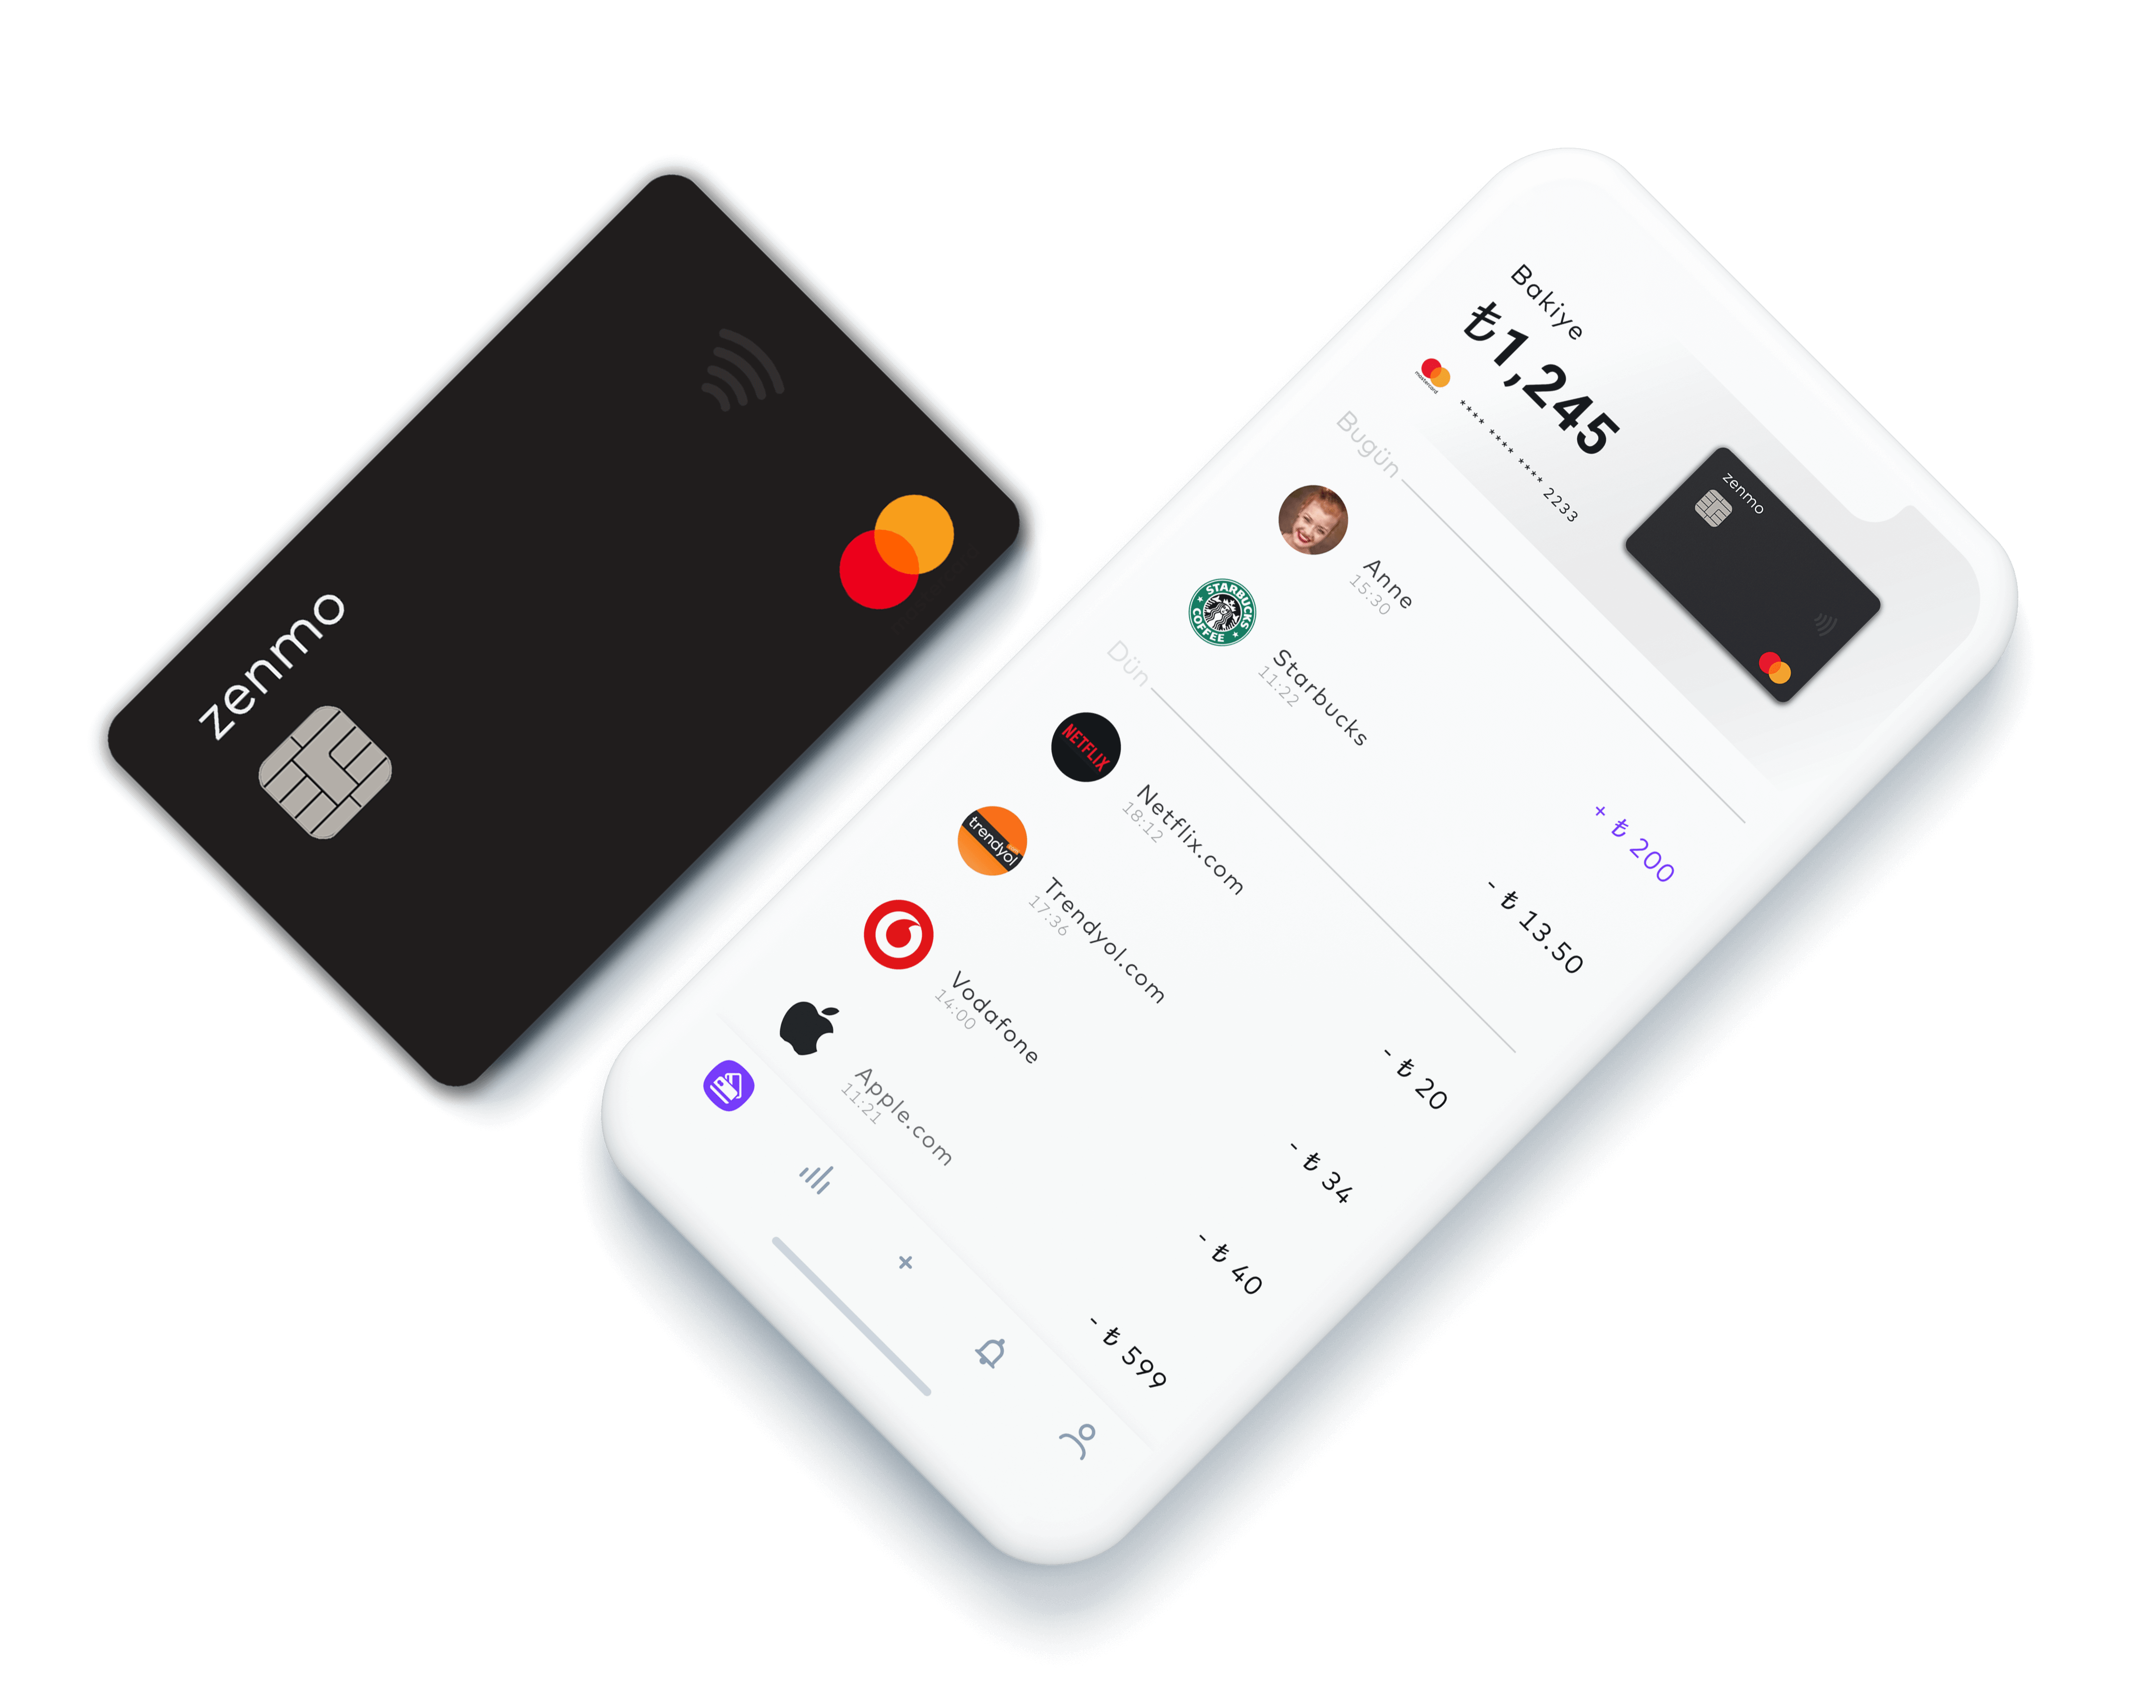 zenmo
Bakiye
₺1,245
mastercard
**** **** **** 2233
zenmo
Bugün
Anne
15:30
+ ₺ 200
STARBUCKS
COFFEE
Starbucks
11:22
- ₺ 13.50
Dün
NETFLIX
Netflix.com
18:12
- ₺ 20
trendyol
Trendyol.com
17:36
- ₺ 34
Vodafone
14:00
- ₺ 40
Apple.com
11:21
- ₺ 599